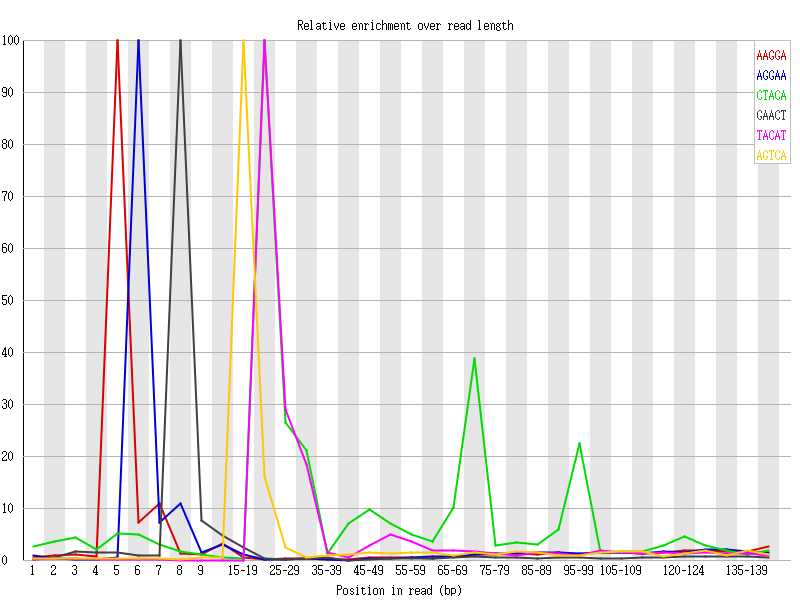 Relative enrichment over read length
100
90
80
70
60
50
40
30
20
10
0
AAGGA
AGGAA
CTACA
GAACT
TACAT
AGTCA
1 2 3 4 5 6 7 8 9 15-19 25-29 35-39 45-49 55-59 65-69 75-79 85-89 95-99 105-109 120-124 135-139
Position in read (bp)